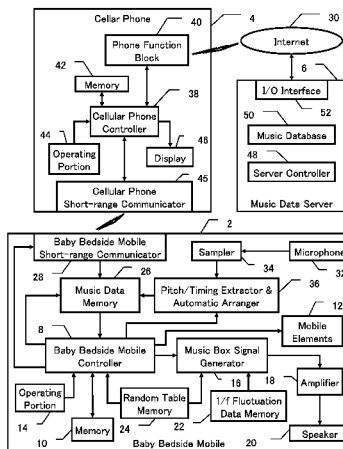 Cellar Phone
40
4
30
Phone Function
Block
Internet
42
6
Memory
38
I/O Interface
Cellular Phone
Controller
52
50
44
46
Music Database
Operating
Portion
Display
48
45
Server Controller
Cellular Phone
Short-range Communicator
Music Data Server
2
Baby Bedside Mobile
Short-range Communicator
Sampler
Microphone
28
26
34
32
36
Music Data
Memory
Pitch/Timing Extractor &
Automatic Arranger
12
8
Mobile
Elements
Baby Bedside Mobile
Controller
Music Box Signal
Generator
16
18
Operating
Portion
Random Table
Memory
1/f Fluctuation
Data Memory
Amplifier
14
24
22
10
Memory
20
Speaker
Baby Bedside Mobile